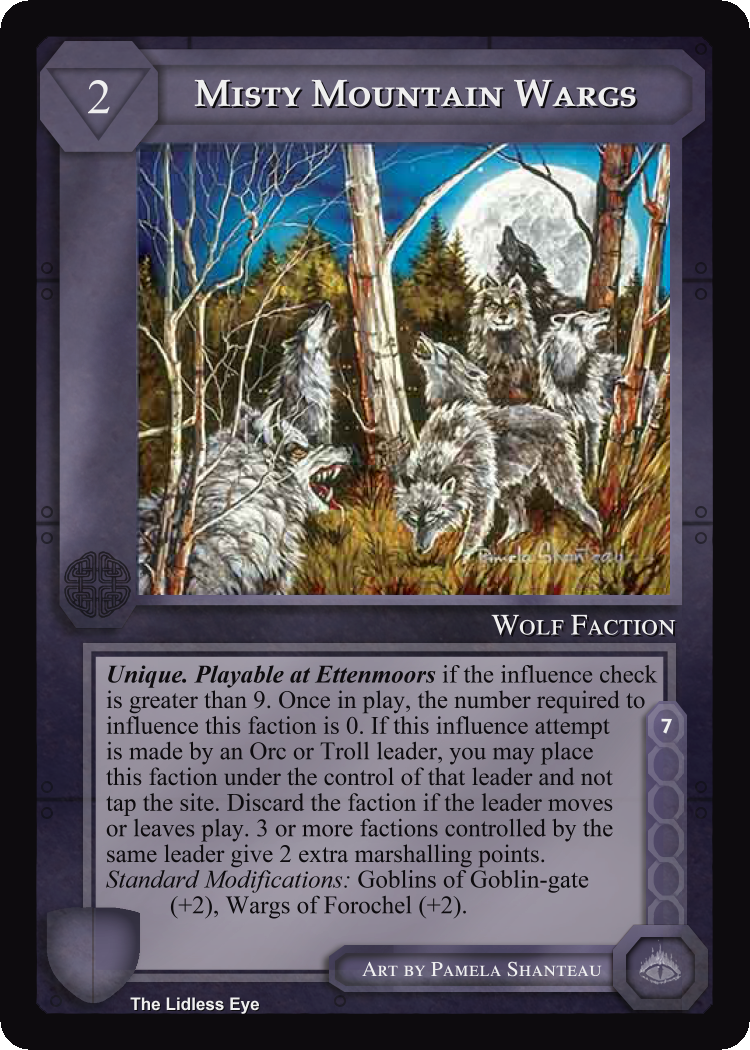 2
Misty Mountain Wargs
Pamela Shanteau
Wolf Faction
Unique. Playable at Ettenmoors if the influence check
is greater than 9. Once in play, the number required to
influence this faction is 0. If this influence attempt
is made by an Orc or Troll leader, you may place
this faction under the control of that leader and not
tap the site. Discard the faction if the leader moves
or leaves play. 3 or more factions controlled by the
same leader give 2 extra marshalling points.
Standard Modifications: Goblins of Goblin-gate
(+2), Wargs of Forochel (+2).
7
Art by Pamela Shanteau
The Lidless Eye